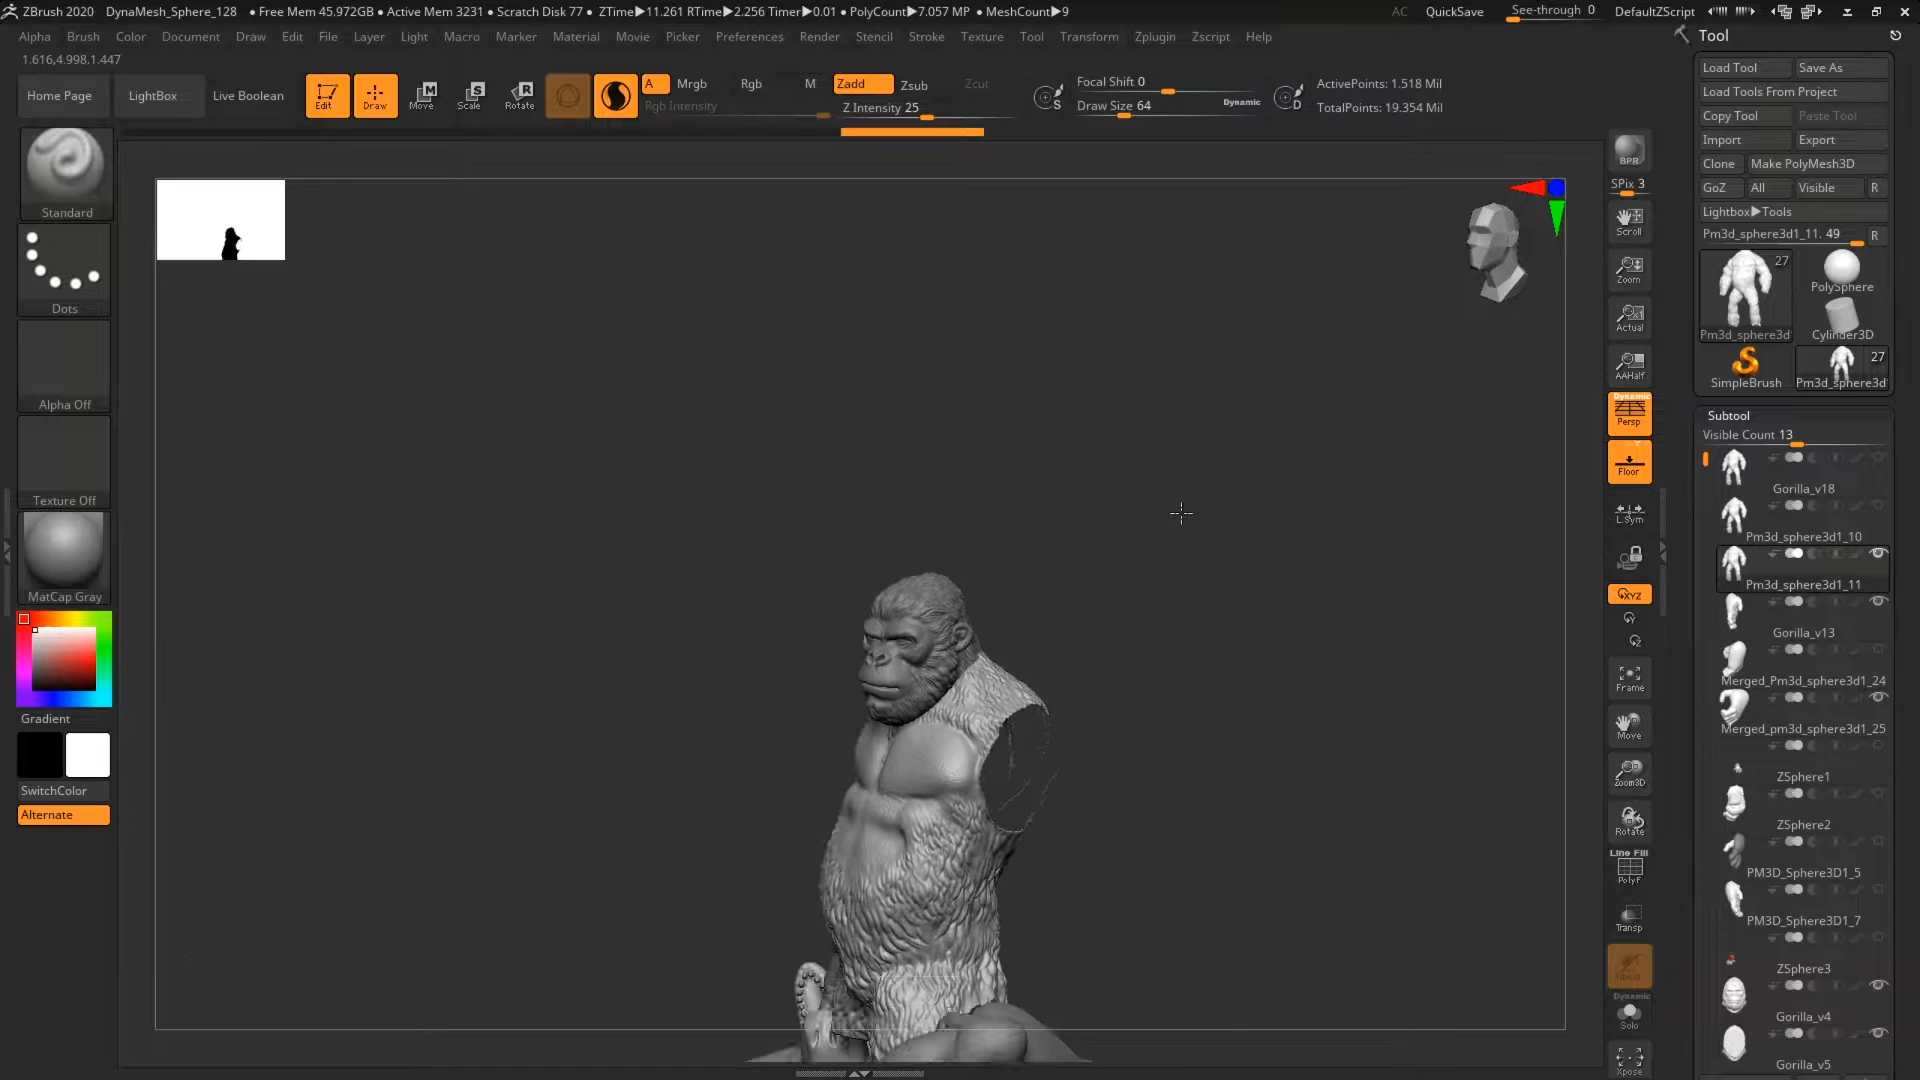 ZBrush 2020 DynaMesh_Sphere_128 • Free Mem 45.972GB • Active Mem 3231 • Scratch Disk 77 • ZTime▶11.261 RTime▶2.256 Timer▶0.01 • PolyCount▶7.057 MP • MeshCount▶9 AC QuickSave See-through 0 DefaultZScript
Alpha Brush Color Document Draw Edit File Layer Light Macro Marker Material Movie Picker Preferences Render Stencil Stroke Texture Tool Transform Zplugin Zscript Help
1.616,4.998,1.447
Home Page LightBox Live Boolean Edit Draw Move Scale Rotate
A Mrgb Rgb M Zadd Zsub Zcut
Rgb Intensity Z Intensity 25
Focal Shift 0
Draw Size 64 Dynamic
ActivePoints: 1.518 Mil
TotalPoints: 19.354 Mil
Standard
Dots
Alpha Off
Texture Off
MatCap Gray
Gradient
SwitchColor
Alternate
BPR
SPix 3
Scroll
Zoom
Actual
AAHalf
Dynamic
Persp
Floor
L.Sym
XYZ
Frame
Move
Zoom3D
Rotate
Line Fill
PolyF
Transp
Dynamic
Solo
Xpose
Tool
Load Tool Save As
Load Tools From Project
Copy Tool Paste Tool
Import Export
Clone Make PolyMesh3D
GoZ All Visible R
Lightbox▶Tools
Pm3d_sphere3d1_11. 49 R
27
PolySphere
Pm3d_sphere3d Cylinder3D
27
SimpleBrush Pm3d_sphere3d
Subtool
Visible Count 13
Gorilla_v18
Pm3d_sphere3d1_10
Pm3d_sphere3d1_11
Gorilla_v13
Merged_Pm3d_sphere3d1_24
Merged_pm3d_sphere3d1_25
ZSphere1
ZSphere2
PM3D_Sphere3D1_5
PM3D_Sphere3D1_7
ZSphere3
Gorilla_v4
Gorilla_v5